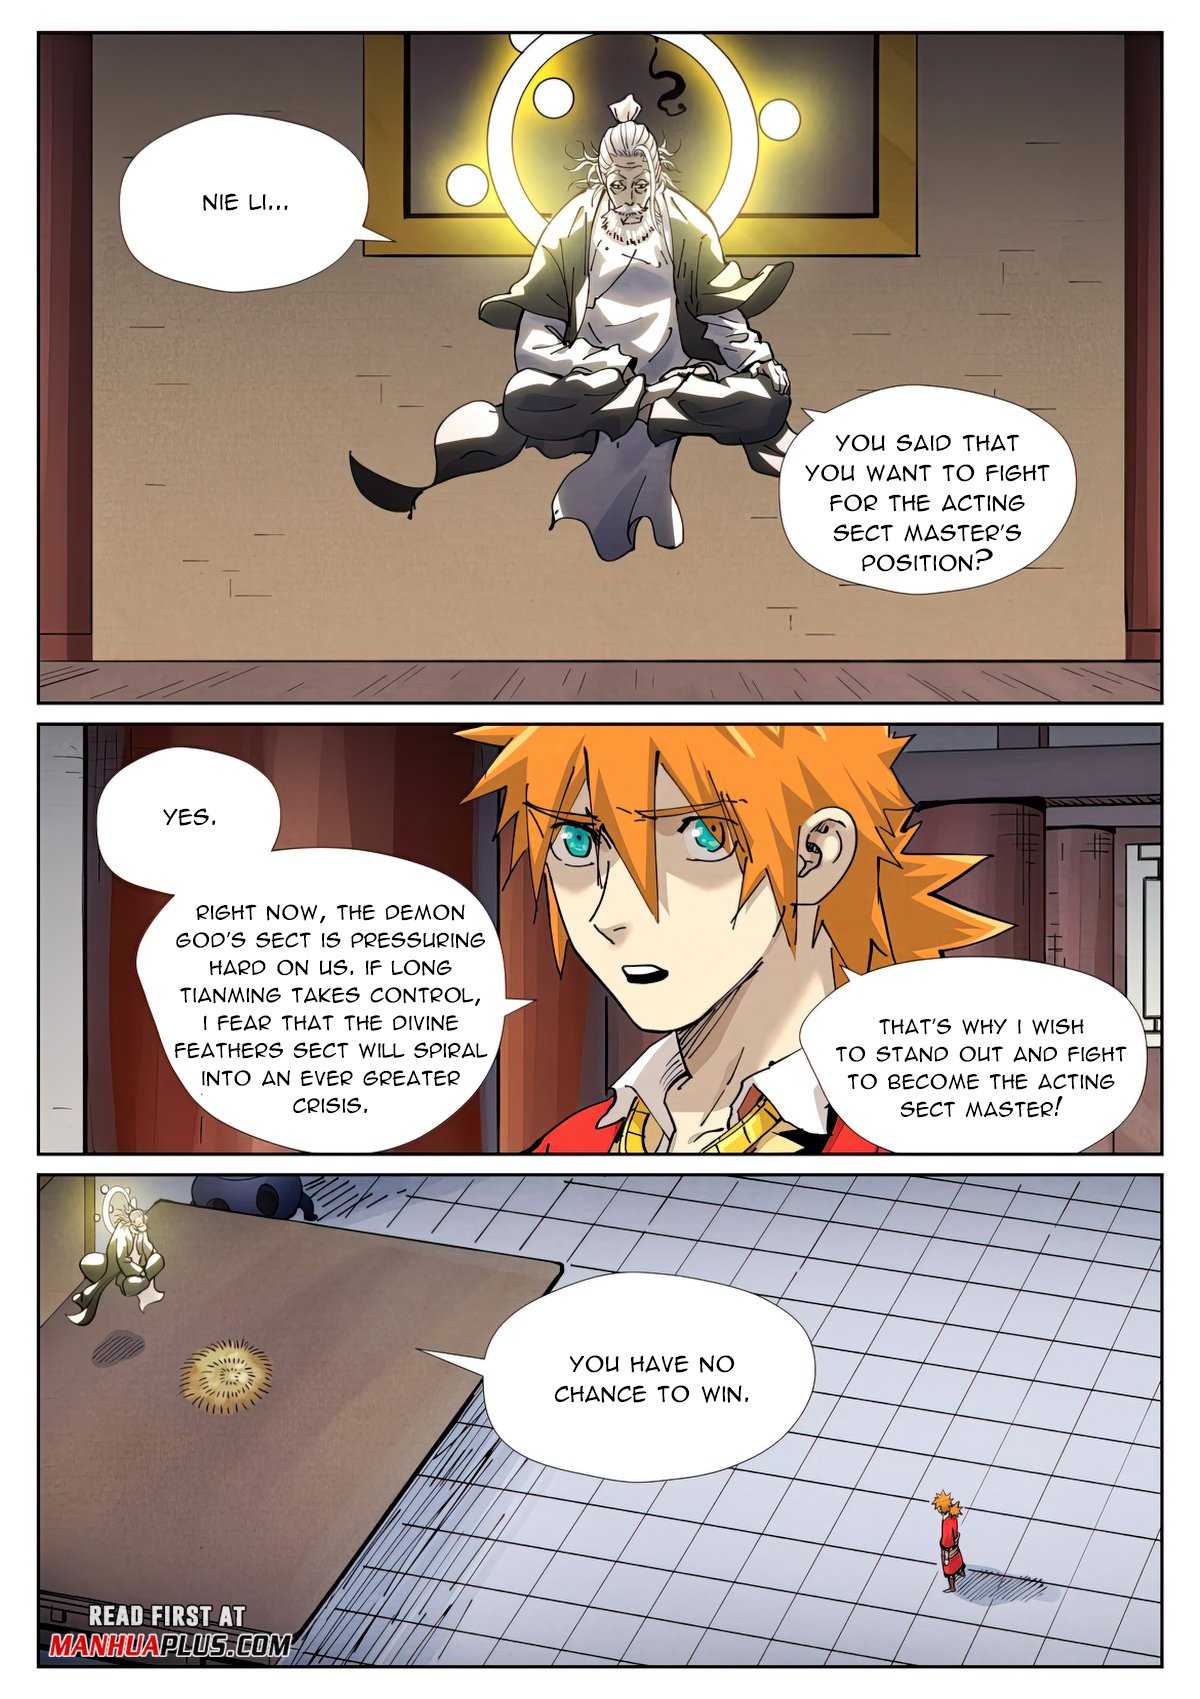 NIE LI...
YOU SAID THAT
YOU WANT TO FIGHT
FOR THE ACTING
SECT MASTER'S
POSITION?
YES.
RIGHT NOW, THE DEMON
GOD'S SECT IS PRESSURING
HARD ON US. IF LONG
TIANMING TAKES CONTROL,
I FEAR THAT THE DIVINE
FEATHERS SECT WILL SPIRAL
INTO AN EVER GREATER
CRISIS.
THAT'S WHY I WISH
TO STAND OUT AND FIGHT
TO BECOME THE ACTING
SECT MASTER!
YOU HAVE NO
CHANCE TO WIN.
READ FIRST AT
MANHUAPLUS.COM